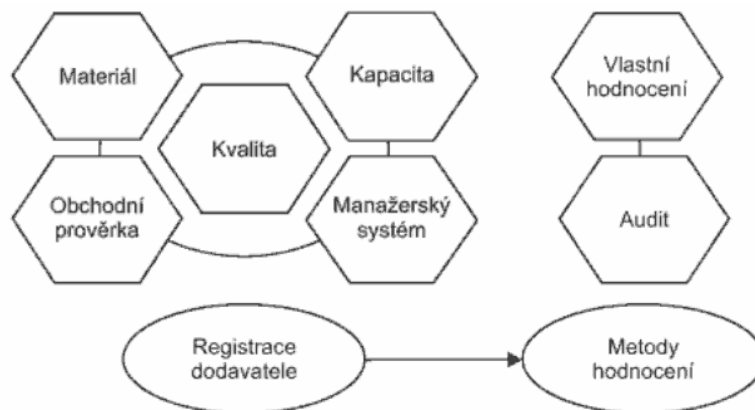 Materiál
Kapacita
Vlastní
hodnocení
Kvalita
Obchodní
prověrka
Manažerský
systém
Audit
Registrace
dodavatele
Metody
hodnocení